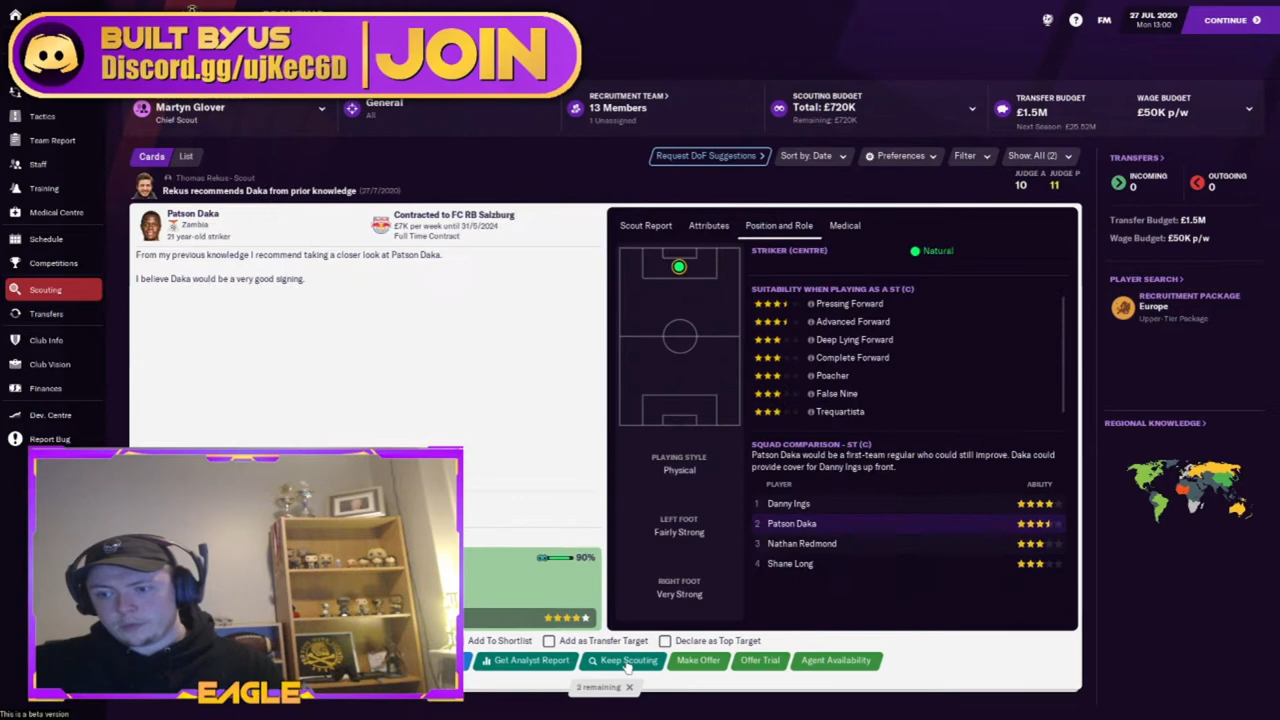 BUILT BY US
Discord.gg/ujKeC6D
JOIN
27 JUL 2020
Mon 13:00
FM
CONTINUE
Martyn Glover
Chief Scout
General
All
RECRUITMENT TEAM >
13 Members
1 Unassigned
SCOUTING BUDGET
Total: £720K
Remaining: £720K
TRANSFER BUDGET
£1.5M
Next Season: £25.52M
WAGE BUDGET
£50K p/w
Tactics
Team Report
Staff
Training
Medical Centre
Schedule
Competitions
Scouting
Transfers
Club Info
Club Vision
Finances
Dev. Centre
Report Bug
Cards
List
Request DoF Suggestions >
Sort by: Date
Preferences
Filter
Show: All (2)
Thomas Rekus - Scout
Rekus recommends Daka from prior knowledge (27/7/2020)
JUDGE A
10
JUDGE P
11
Patson Daka
Zambia
21 year-old striker
Contracted to FC RB Salzburg
£7K per week until 31/5/2024
Full Time Contract
From my previous knowledge I recommend taking a closer look at Patson Daka.
I believe Daka would be a very good signing.
90%
Scout Report
Attributes
Position and Role
Medical
STRIKER (CENTRE)
Natural
SUITABILITY WHEN PLAYING AS A ST (C)
Pressing Forward
Advanced Forward
Deep Lying Forward
Complete Forward
Poacher
False Nine
Trequartista
PLAYING STYLE
Physical
LEFT FOOT
Fairly Strong
RIGHT FOOT
Very Strong
SQUAD COMPARISON - ST (C)
Patson Daka would be a first-team regular who could still improve. Daka could
provide cover for Danny Ings up front.
PLAYER
ABILITY
1 Danny Ings
2 Patson Daka
3 Nathan Redmond
4 Shane Long
Add To Shortlist
Add as Transfer Target
Declare as Top Target
Get Analyst Report
Keep Scouting
Make Offer
Offer Trial
Agent Availability
2 remaining X
TRANSFERS >
INCOMING
0
OUTGOING
0
Transfer Budget: £1.5M
Wage Budget: £50K p/w
PLAYER SEARCH >
RECRUITMENT PACKAGE
Europe
Upper-Tier Package
REGIONAL KNOWLEDGE >
EAGLE
This is a beta version